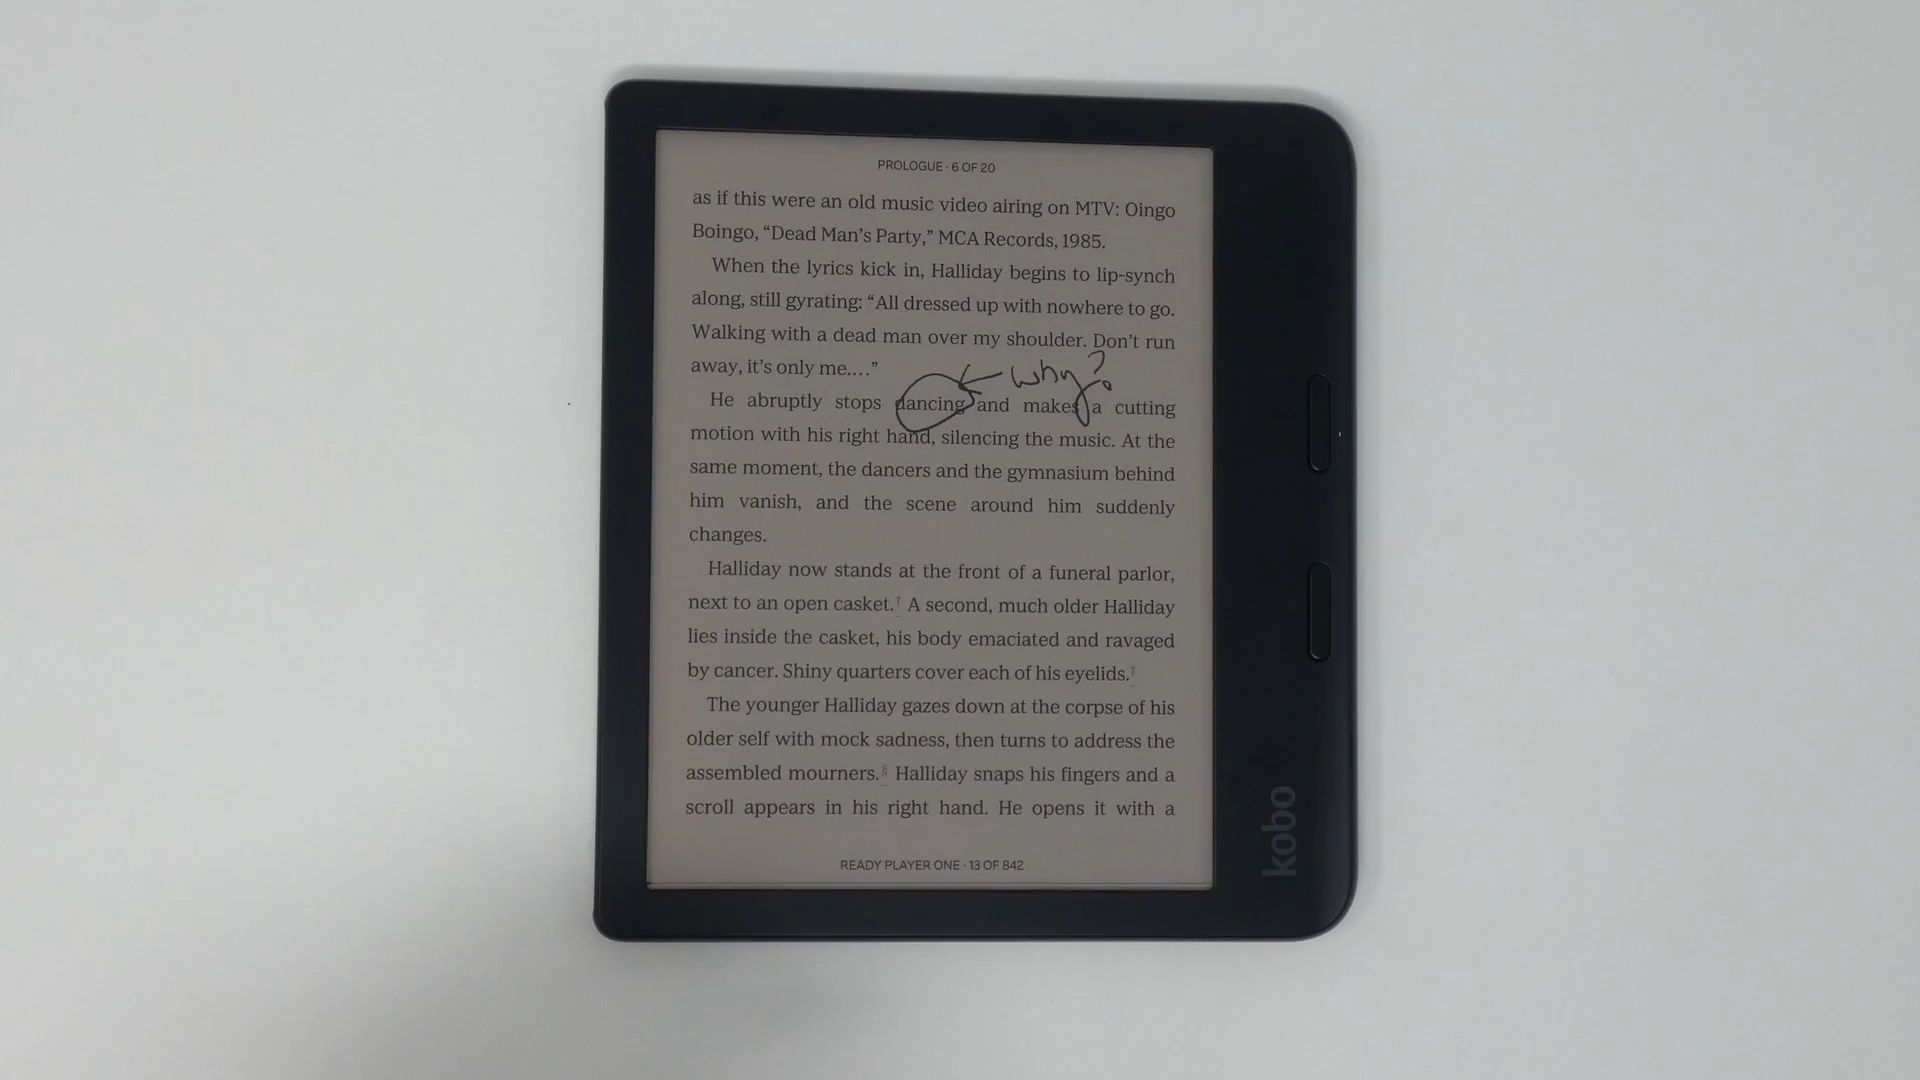 PROLOGUE - 6 OF 20
as if this were an old music video airing on MTV: Oingo
Boingo, “Dead Man’s Party,” MCA Records, 1985.
When the lyrics kick in, Halliday begins to lip-synch
along, still gyrating: “All dressed up with nowhere to go.
Walking with a dead man over my shoulder. Don’t run
away, it’s only me....”
why?
He abruptly stops dancing and makes a cutting
motion with his right hand, silencing the music. At the
same moment, the dancers and the gymnasium behind
him vanish, and the scene around him suddenly
changes.
Halliday now stands at the front of a funeral parlor,
next to an open casket.† A second, much older Halliday
lies inside the casket, his body emaciated and ravaged
by cancer. Shiny quarters cover each of his eyelids.‡
The younger Halliday gazes down at the corpse of his
older self with mock sadness, then turns to address the
assembled mourners.§ Halliday snaps his fingers and a
scroll appears in his right hand. He opens it with a
READY PLAYER ONE - 13 OF 842
kobo